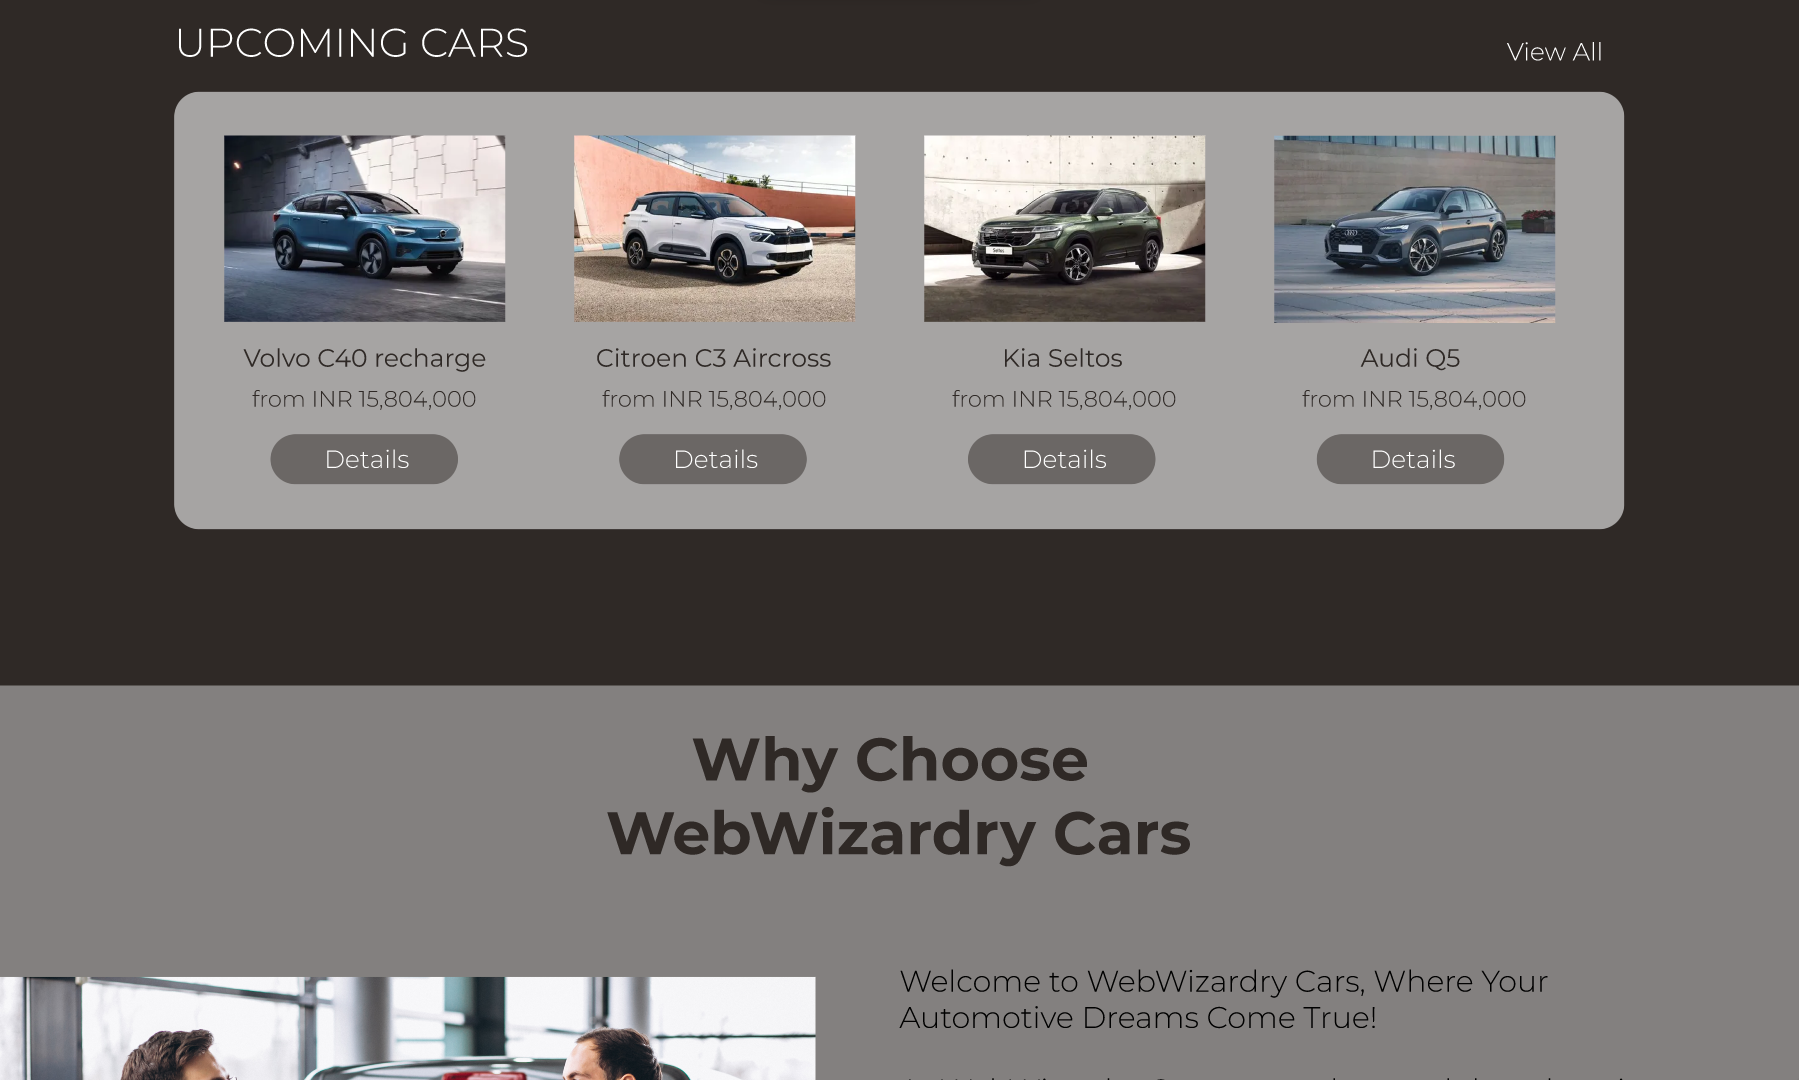 UPCOMING CARS
View All
Volvo C40 recharge
Citroen C3 Aircross
Kia Seltos
Audi Q5
from INR 15,804,000
from INR 15,804,000
from INR 15,804,000
from INR 15,804,000
Details
Details
Details
Details
Why Choose
WebWizardry Cars
Welcome to WebWizardry Cars, Where Your
Automotive Dreams Come True!